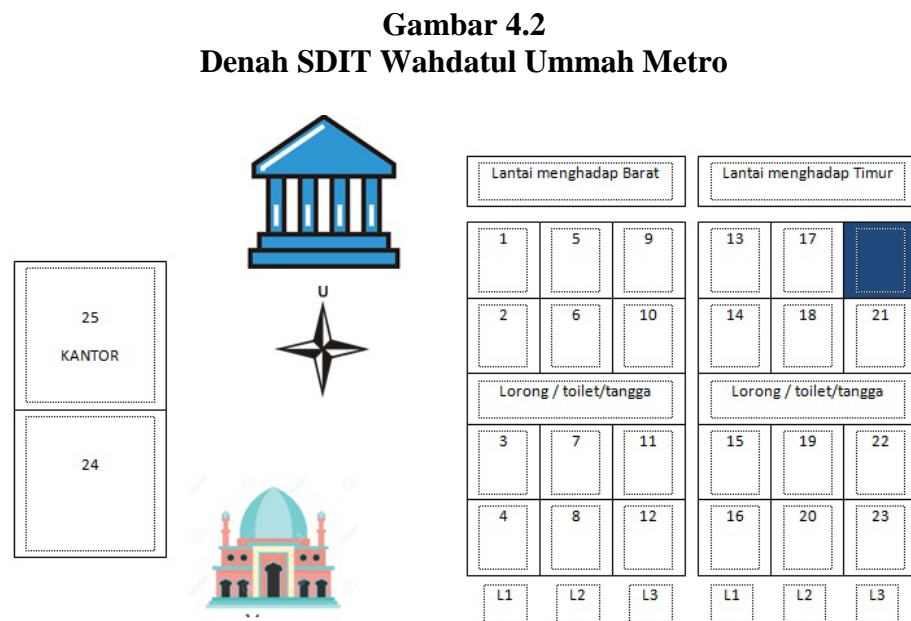 Gambar 4.2
Denah SDIT Wahdatul Ummah Metro
Lantai menghadap Barat
Lantai menghadap Timur
1 5 9 13 17
2 6 10 14 18 21
Lorong / toilet/tangga
Lorong / toilet/tangga
3 7 11 15 19 22
4 8 12 16 20 23
L1 L2 L3 L1 L2 L3
U
25
KANTOR
24